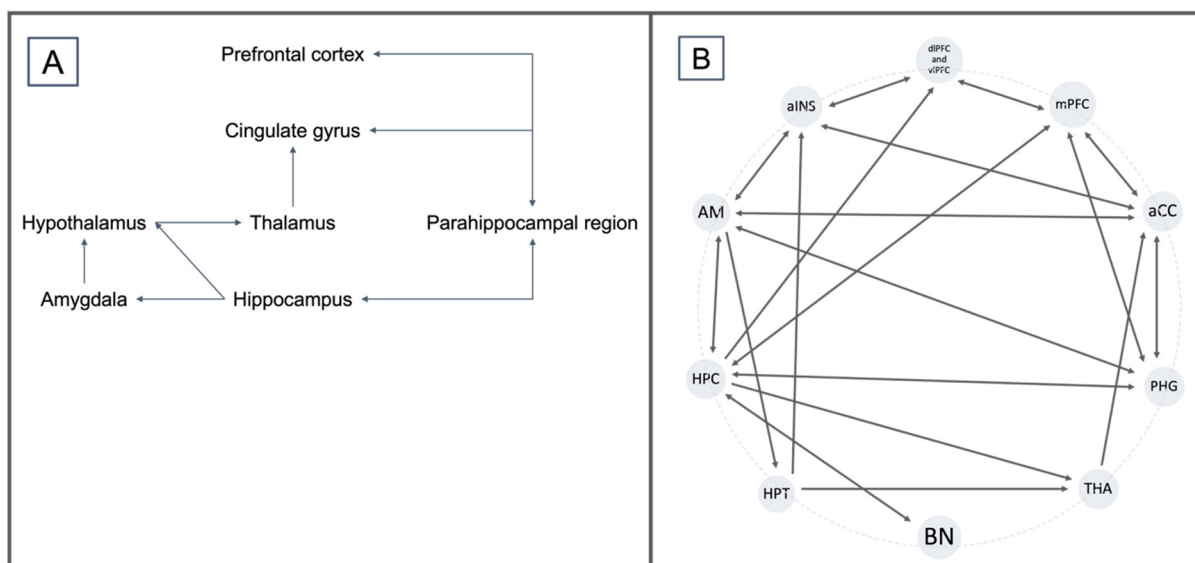 A
Prefrontal cortex
Cingulate gyrus
Hypothalamus
Thalamus
Parahippocampal region
Amygdala
Hippocampus
B
dlPFC
and
vlPFC
aINS
mPFC
AM
aCC
HPC
PHG
HPT
THA
BN